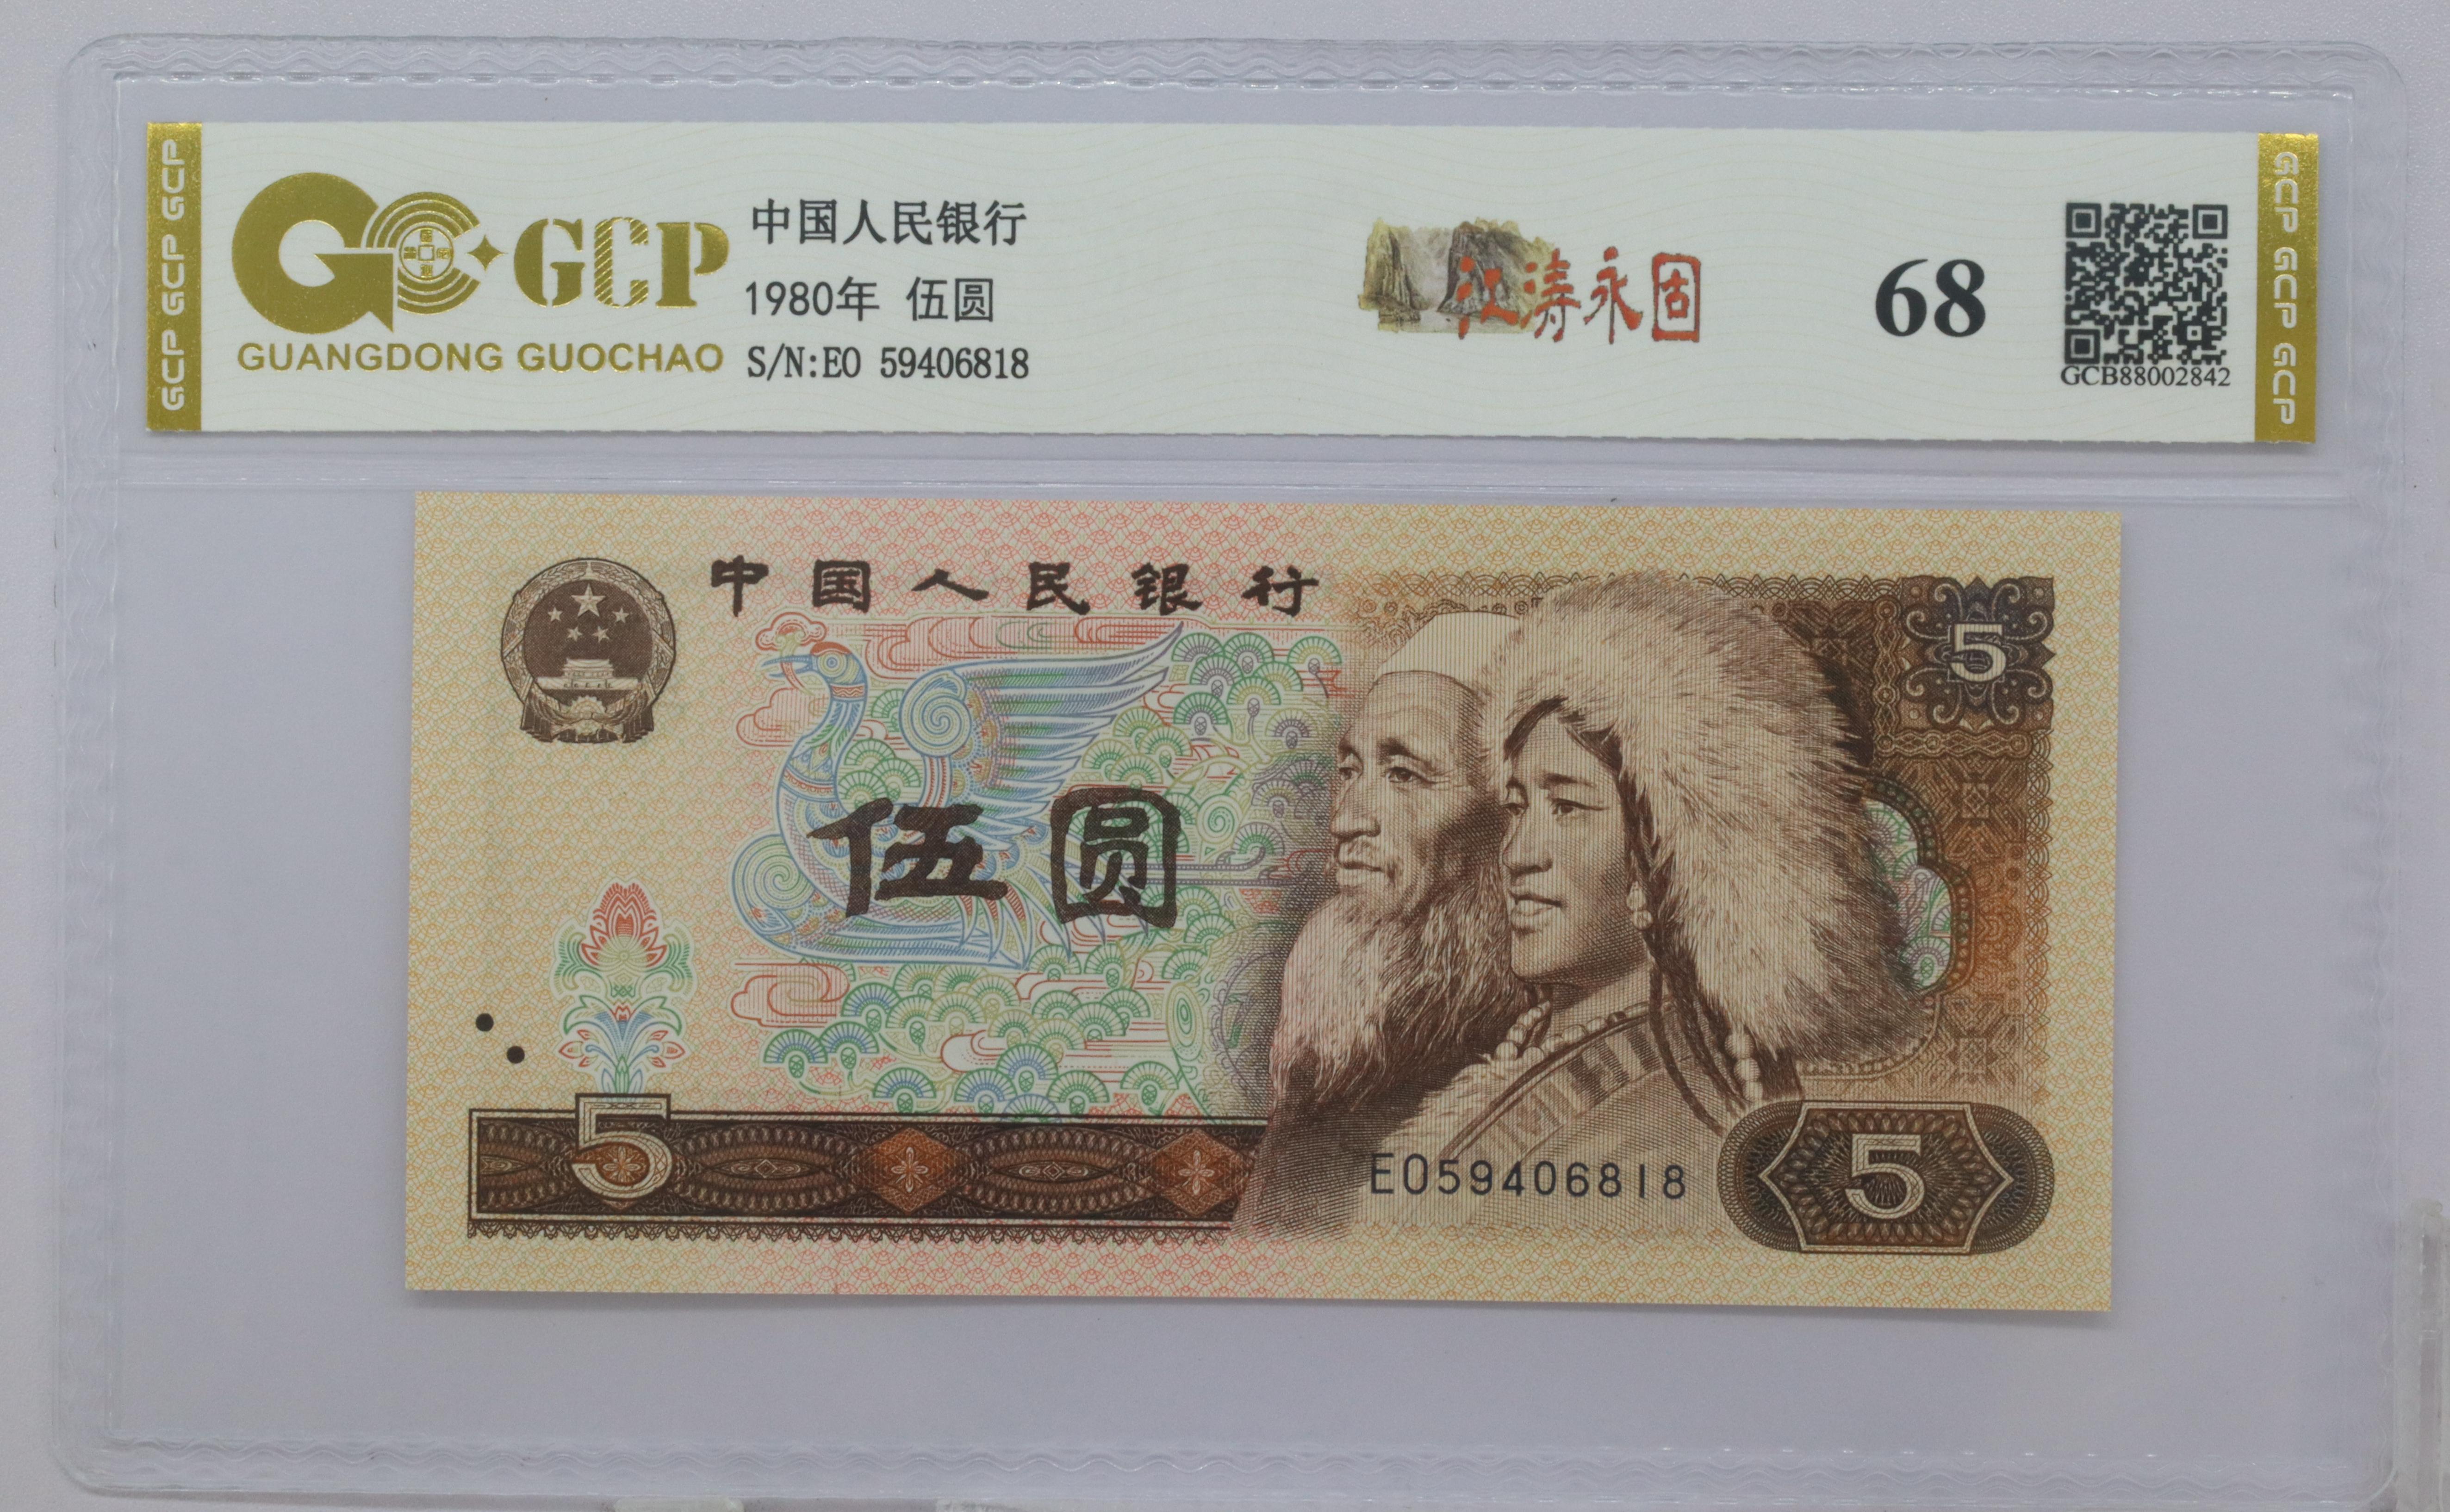 GCP GCP GCP
GCP
GUANGDONG GUOCHAO
中国人民银行
1980年 伍圆
S/N:EO 59406818
江涛永固
68
GCB88002842
GCP GCP GCP
中国人民银行
5
伍圆
5
EO59406818
5